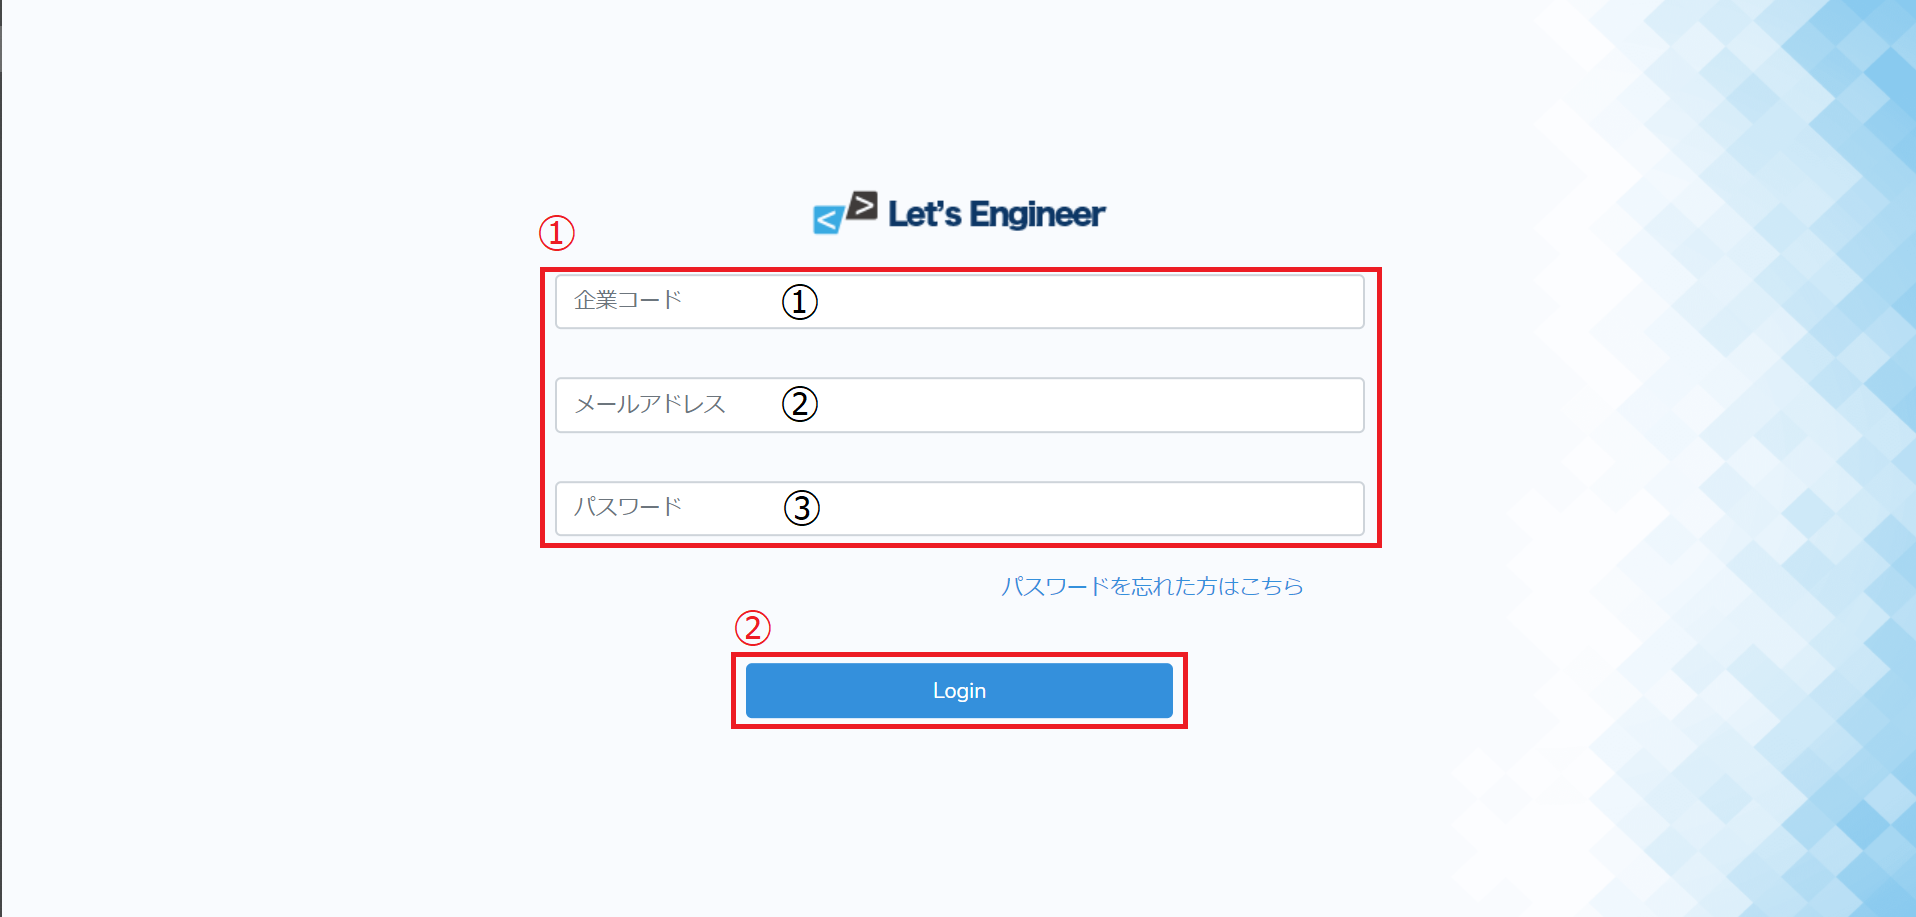 <> Let's Engineer
①
企業コード ①
メールアドレス ②
パスワード ③
パスワードを忘れた方はこちら
②
Login